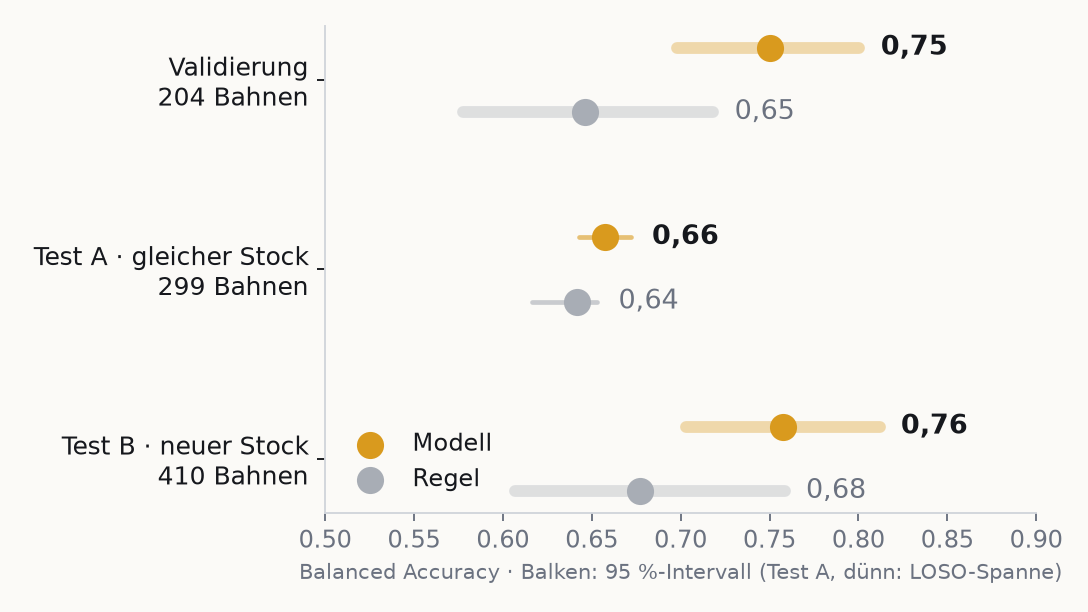 Validierung
204 Bahnen
0,75
0,65
Test A · gleicher Stock
299 Bahnen
0,66
0,64
Test B · neuer Stock
410 Bahnen
0,76
0,68
Modell
Regel
0.50 0.55 0.60 0.65 0.70 0.75 0.80 0.85 0.90
Balanced Accuracy · Balken: 95 %-Intervall (Test A, dünn: LOSO-Spanne)